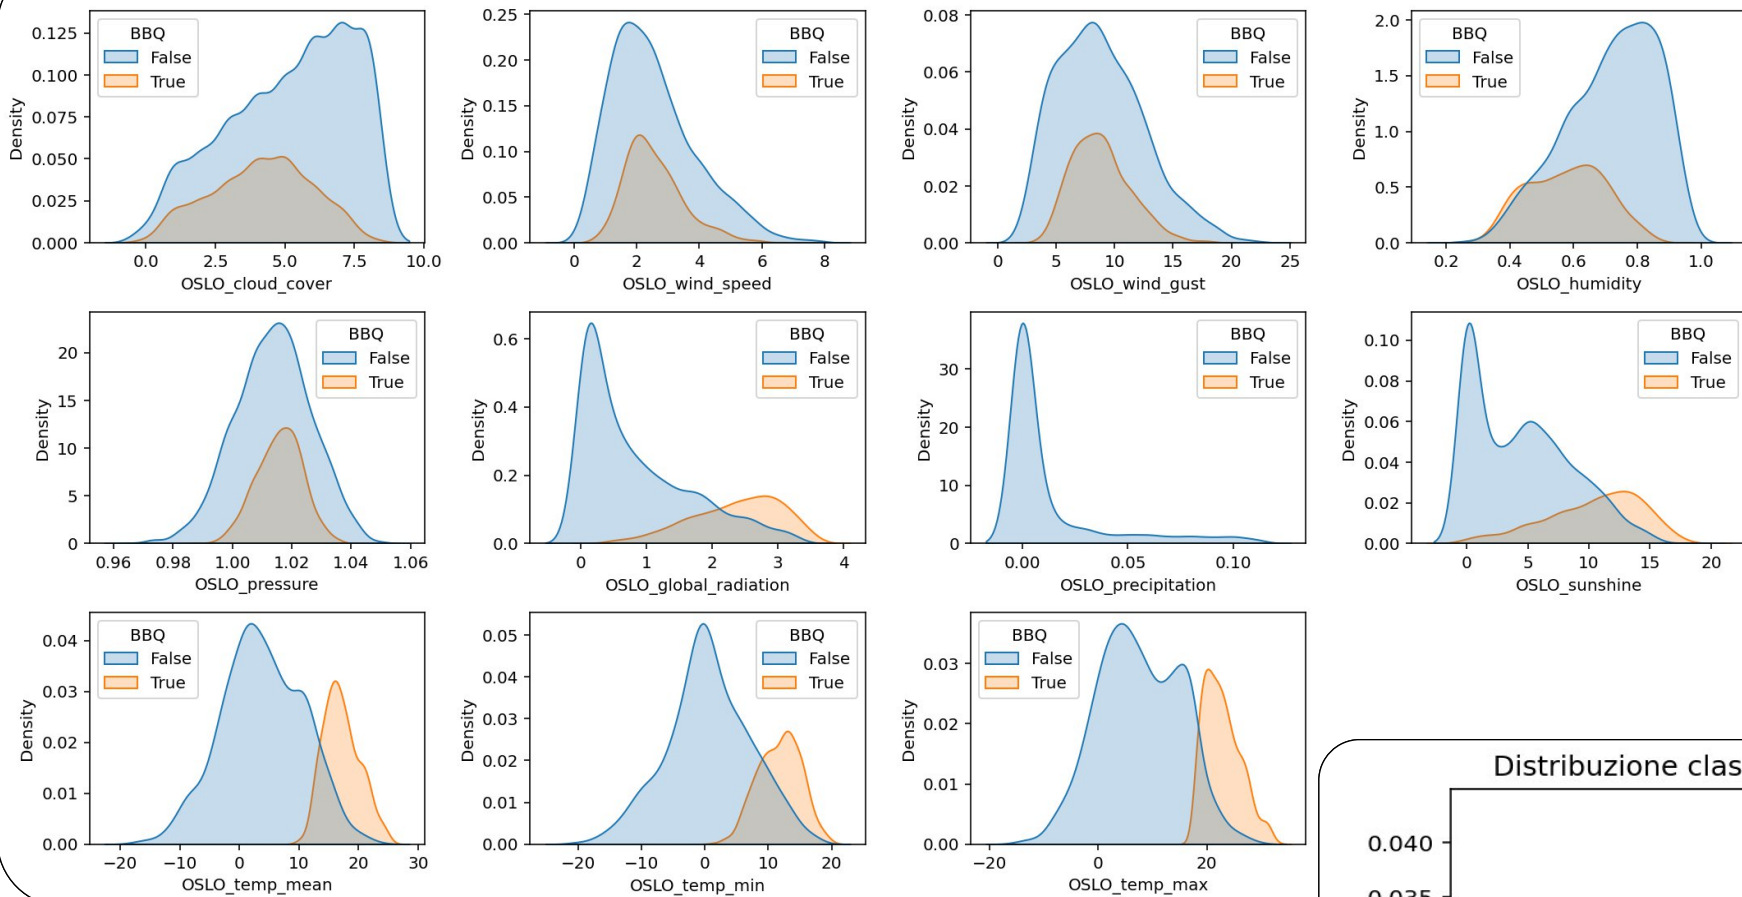 BBQ
False
True
Density
0.125
0.100
0.075
0.050
0.025
0.000
0.0 2.5 5.0 7.5 10.0
OSLO_cloud_cover
BBQ
False
True
Density
0.25
0.20
0.15
0.10
0.05
0.00
0 2 4 6 8
OSLO_wind_speed
BBQ
False
True
Density
0.08
0.06
0.04
0.02
0.00
0 5 10 15 20 25
OSLO_wind_gust
BBQ
False
True
Density
2.0
1.5
1.0
0.5
0.0
0.2 0.4 0.6 0.8 1.0
OSLO_humidity
BBQ
False
True
Density
20
15
10
5
0
0.96 0.98 1.00 1.02 1.04 1.06
OSLO_pressure
BBQ
False
True
Density
0.6
0.4
0.2
0.0
0 1 2 3 4
OSLO_global_radiation
BBQ
False
True
Density
30
20
10
0
0.00 0.05 0.10
OSLO_precipitation
BBQ
False
True
Density
0.10
0.08
0.06
0.04
0.02
0.00
0 5 10 15 20
OSLO_sunshine
BBQ
False
True
Density
0.04
0.03
0.02
0.01
0.00
−20 −10 0 10 20 30
OSLO_temp_mean
BBQ
False
True
Density
0.05
0.04
0.03
0.02
0.01
0.00
−20 −10 0 10 20
OSLO_temp_min
BBQ
False
True
Density
0.03
0.02
0.01
0.00
−20 0 20
OSLO_temp_max
Distribuzione clas
0.040